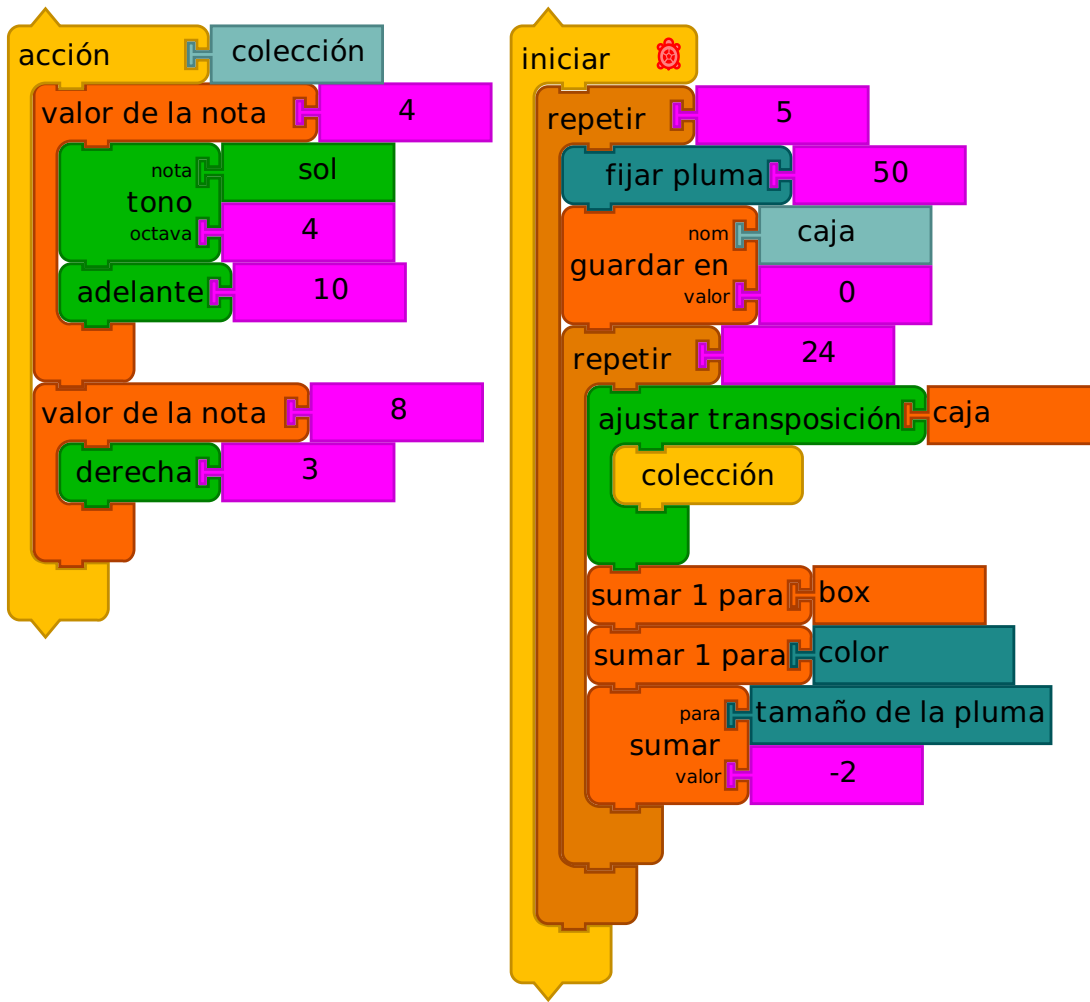 acción colección
valor de la nota 4
nota sol
tono
octava 4
adelante 10
valor de la nota 8
derecha 3
iniciar
repetir 5
fijar pluma 50
nom caja
guardar en
valor 0
repetir 24
ajustar transposición caja
colección
sumar 1 para box
sumar 1 para color
para tamaño de la pluma
sumar
valor -2